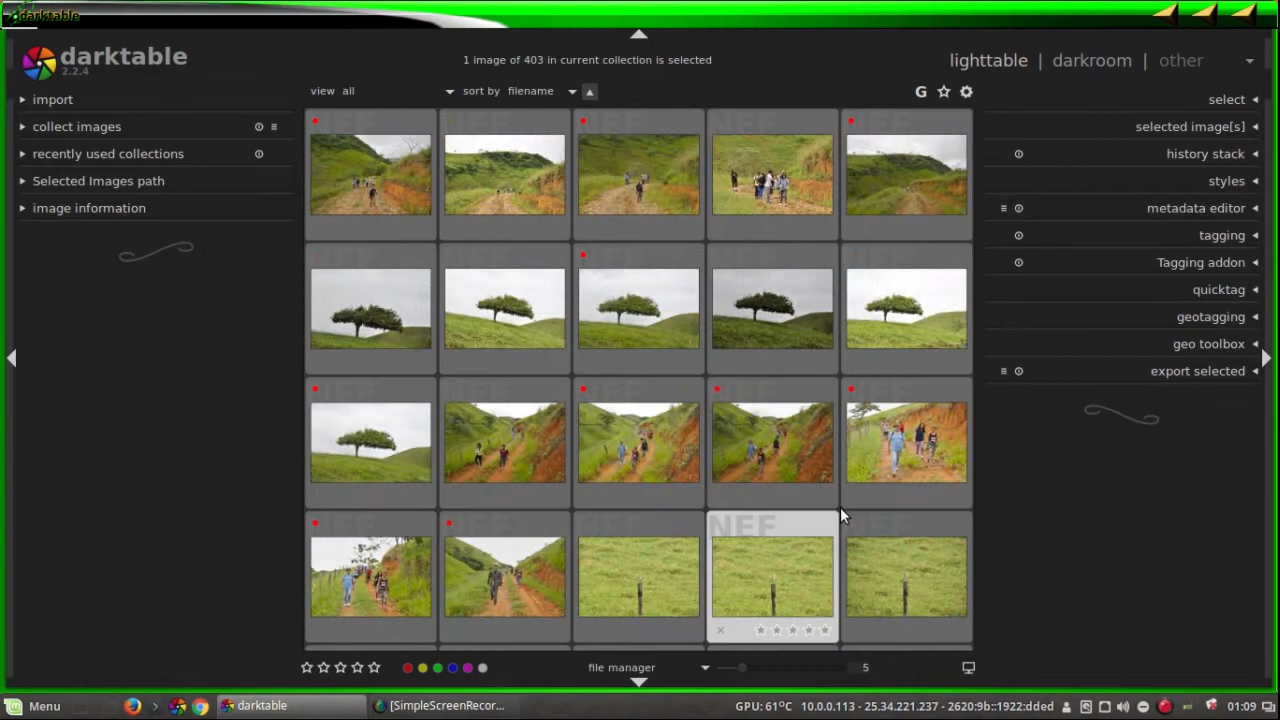 darktable
darktable
2.2.4
1 image of 403 in current collection is selected
lighttable | darkroom | other
view all
sort by filename
G
import
collect images
recently used collections
Selected Images path
image information
select
selected image[s]
history stack
styles
metadata editor
tagging
Tagging addon
quicktag
geotagging
geo toolbox
export selected
NEF
file manager
5
Menu
darktable
[SimpleScreenRecor...
GPU: 61ºC
10.0.0.113 - 25.34.221.237 - 2620:9b::1922:dded
01:09